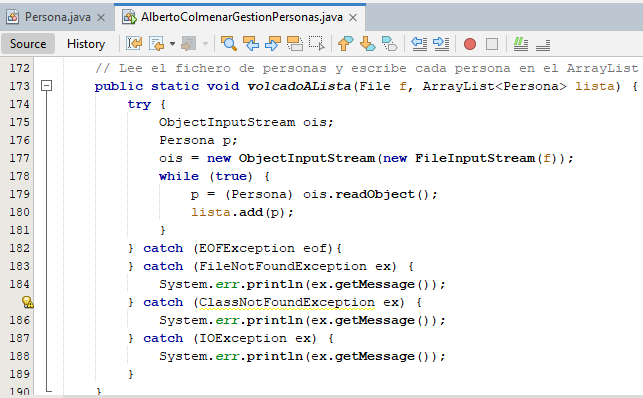 Persona.java × AlbertoColmenarGestionPersonas.java ×
Source History
172 // Lee el fichero de personas y escribe cada persona en el ArrayList
173 public static void volcadoALista(File f, ArrayList<Persona> lista) {
174 try {
175 ObjectInputStream ois;
176 Persona p;
177 ois = new ObjectInputStream(new FileInputStream(f));
178 while (true) {
179 p = (Persona) ois.readObject();
180 lista.add(p);
181 }
182 } catch (EOFException eof){
183 } catch (FileNotFoundException ex) {
184 System.err.println(ex.getMessage());
} catch (ClassNotFoundException ex) {
186 System.err.println(ex.getMessage());
187 } catch (IOException ex) {
188 System.err.println(ex.getMessage());
189 }
190 }